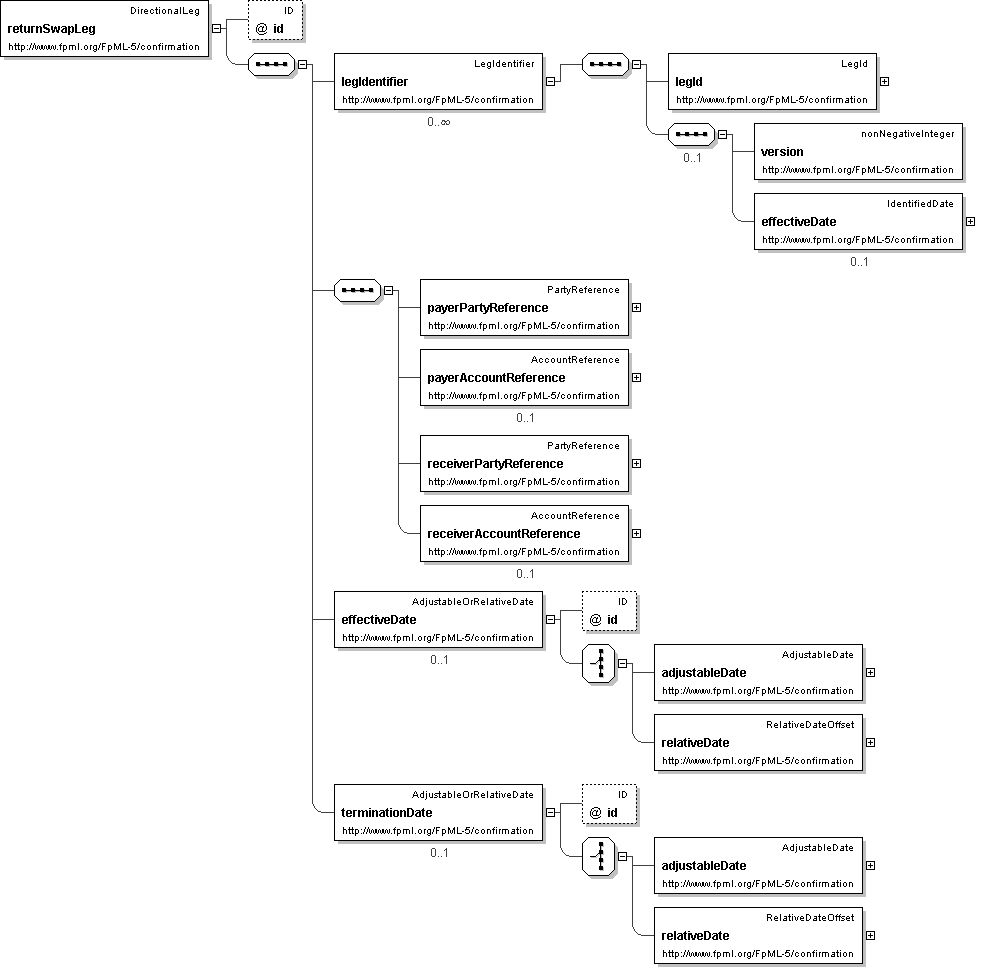 DirectionalLeg
returnSwapLeg
http://www.fpml.org/FpML-5/confirmation
ID
@ id
LegIdentifier
legIdentifier
http://www.fpml.org/FpML-5/confirmation
0..∞
LegId
legId
http://www.fpml.org/FpML-5/confirmation
0..1
nonNegativeInteger
version
http://www.fpml.org/FpML-5/confirmation
IdentifiedDate
effectiveDate
http://www.fpml.org/FpML-5/confirmation
0..1
PartyReference
payerPartyReference
http://www.fpml.org/FpML-5/confirmation
AccountReference
payerAccountReference
http://www.fpml.org/FpML-5/confirmation
0..1
PartyReference
receiverPartyReference
http://www.fpml.org/FpML-5/confirmation
AccountReference
receiverAccountReference
http://www.fpml.org/FpML-5/confirmation
0..1
AdjustableOrRelativeDate
effectiveDate
http://www.fpml.org/FpML-5/confirmation
0..1
ID
@ id
AdjustableDate
adjustableDate
http://www.fpml.org/FpML-5/confirmation
RelativeDateOffset
relativeDate
http://www.fpml.org/FpML-5/confirmation
AdjustableOrRelativeDate
terminationDate
http://www.fpml.org/FpML-5/confirmation
0..1
ID
@ id
AdjustableDate
adjustableDate
http://www.fpml.org/FpML-5/confirmation
RelativeDateOffset
relativeDate
http://www.fpml.org/FpML-5/confirmation